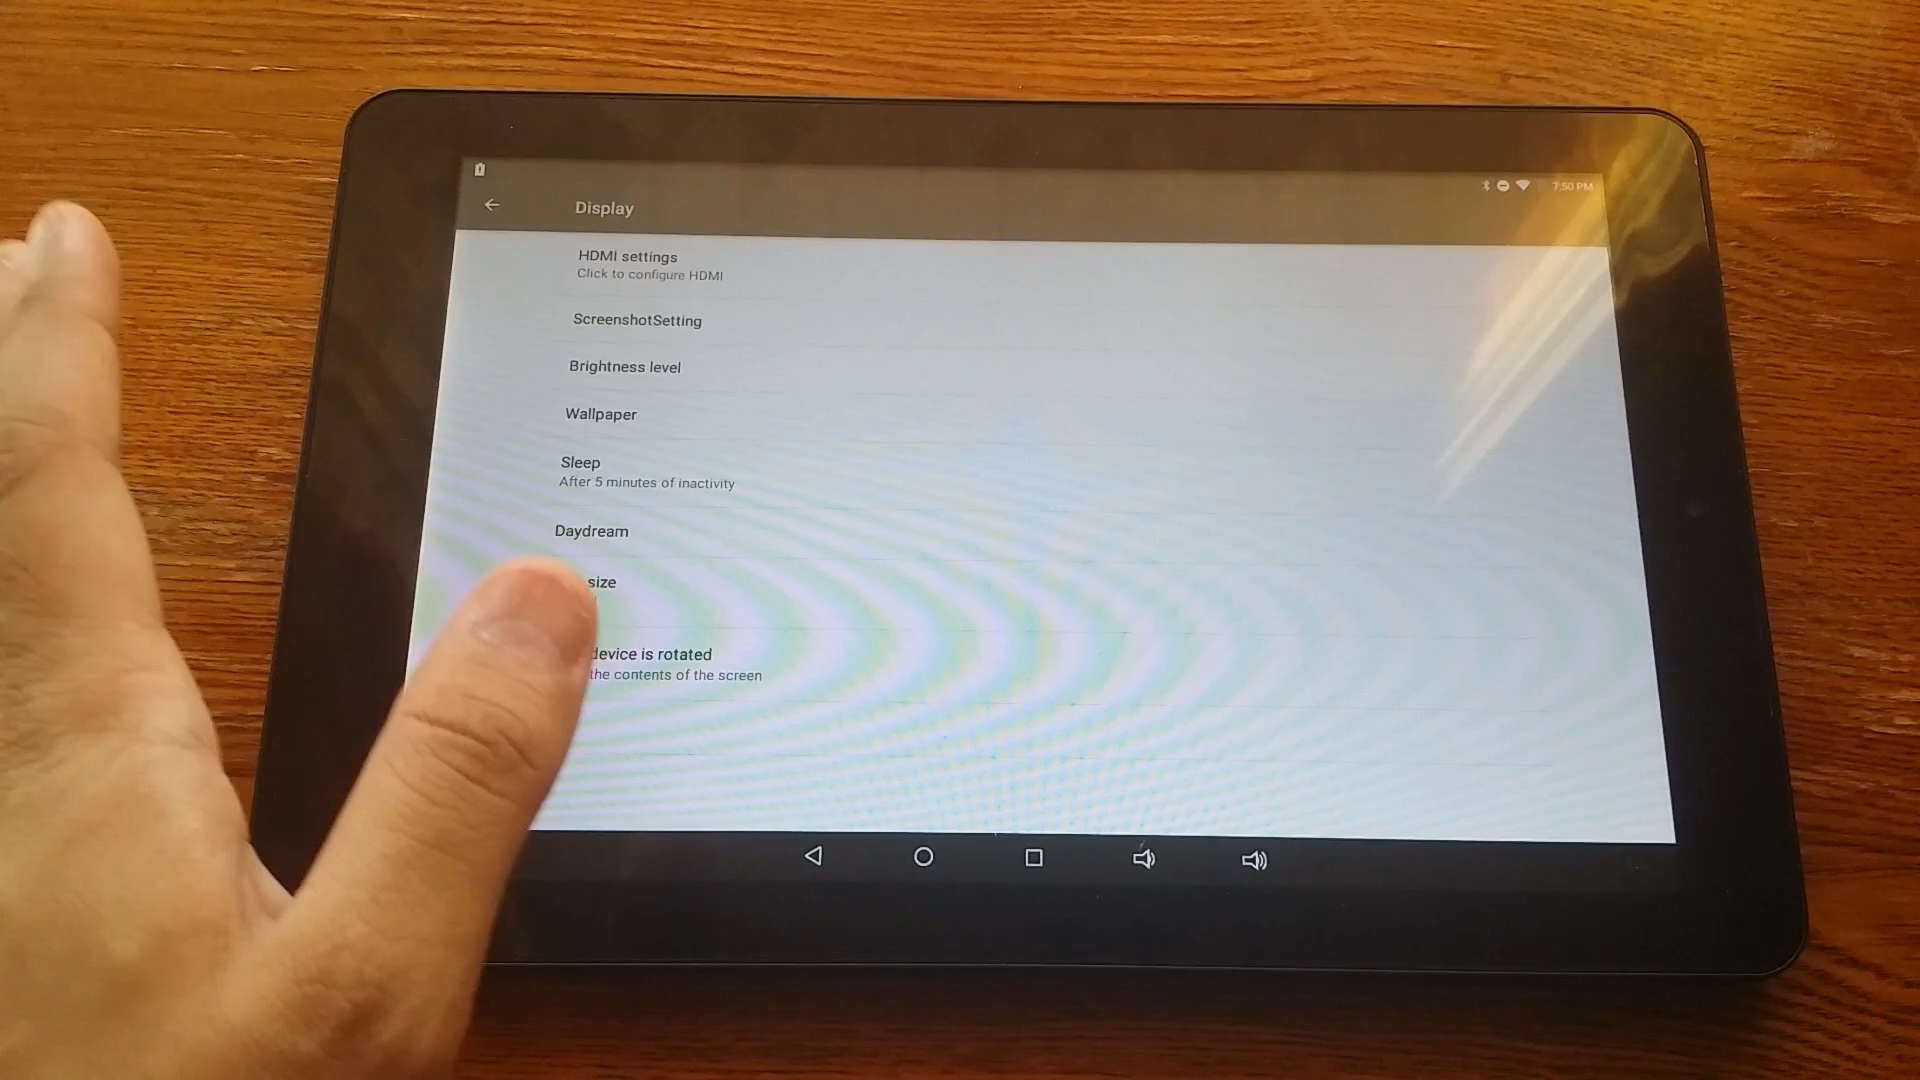 7:50 PM
Display
HDMI settings
Click to configure HDMI
ScreenshotSetting
Brightness level
Wallpaper
Sleep
After 5 minutes of inactivity
Daydream
size
device is rotated
the contents of the screen